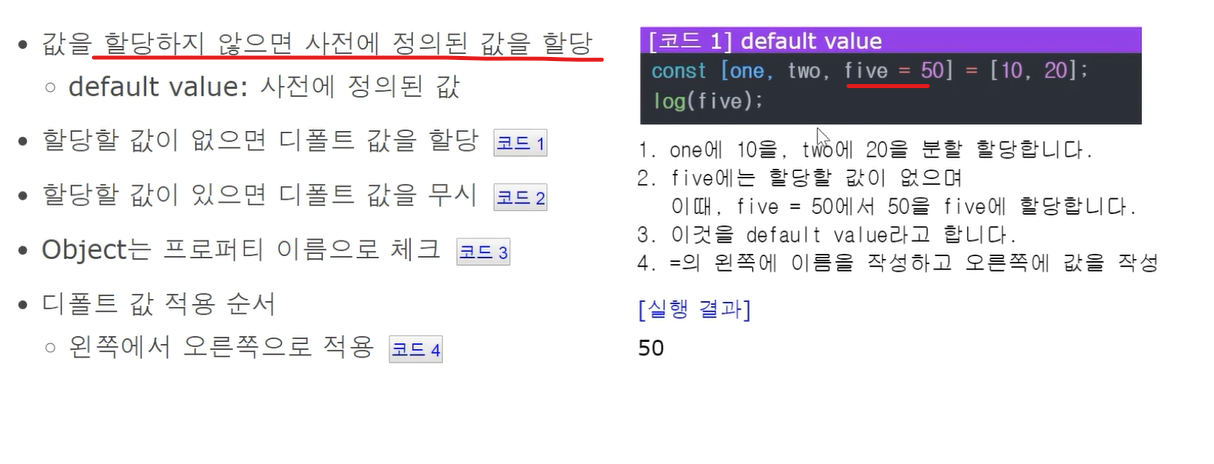 값을 할당하지 않으면 사전에 정의된 값을 할당
default value: 사전에 정의된 값
할당할 값이 없으면 디폴트 값을 할당 코드 1
할당할 값이 있으면 디폴트 값을 무시 코드 2
Object는 프로퍼티 이름으로 체크 코드 3
디폴트 값 적용 순서
왼쪽에서 오른쪽으로 적용 코드 4
[코드 1] default value
const [one, two, five = 50] = [10, 20];
log(five);
1. one에 10을, two에 20을 분할 할당합니다.
2. five에는 할당할 값이 없으며
이때, five = 50에서 50을 five에 할당합니다.
3. 이것을 default value라고 합니다.
4. =의 왼쪽에 이름을 작성하고 오른쪽에 값을 작성
[실행 결과]
50